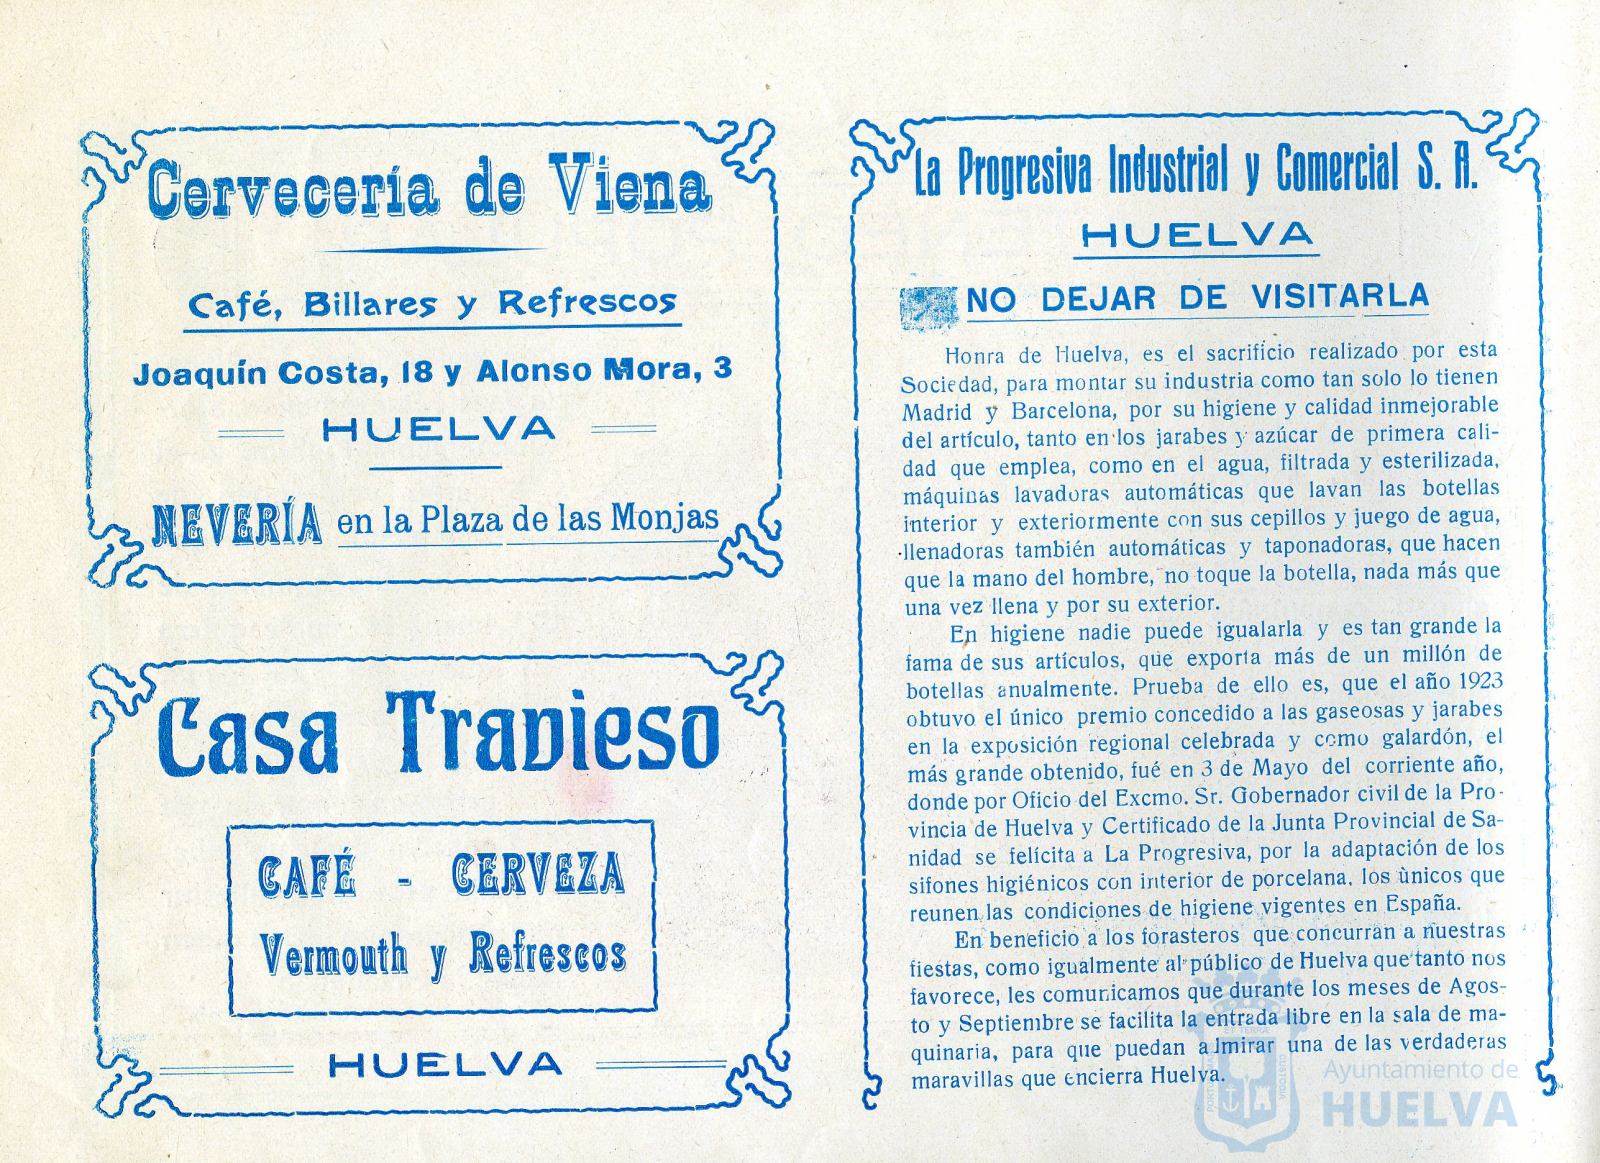 Cervecería de Viena
Café, Billares y Refrescos
Joaquín Costa, 18 y Alonso Mora, 3
HUELVA
NEVERÍA en la Plaza de las Monjas
Casa Travieso
CAFÉ - CERVEZA
Vermouth y Refrescos
HUELVA
La Progresiva Industrial y Comercial S. A.
HUELVA
NO DEJAR DE VISITARLA
Honra de Huelva, es el sacrificio realizado por esta
Sociedad, para montar su industria como tan solo lo tienen
Madrid y Barcelona, por su higiene y calidad inmejorable
del artículo, tanto en los jarabes y azúcar de primera cali-
dad que emplea, como en el agua, filtrada y esterilizada,
máquinas lavadoras automáticas que lavan las botellas
interior y exteriormente con sus cepillos y juego de agua,
llenadoras también automáticas y taponadoras, que hacen
que la mano del hombre, no toque la botella, nada más que
una vez llena y por su exterior.
En higiene nadie puede igualarla y es tan grande la
fama de sus artículos, que exporta más de un millón de
botellas anualmente. Prueba de ello es, que el año 1923
obtuvo el único premio concedido a las gaseosas y jarabes
en la exposición regional celebrada y como galardón, el
más grande obtenido, fué en 3 de Mayo del corriente año,
donde por Oficio del Excmo. Sr. Gobernador civil de la Pro-
vincia de Huelva y Certificado de la Junta Provincial de Sa-
nidad se felícita a La Progresiva, por la adaptación de los
sifones higiénicos con interior de porcelana, los ùnicos que
reunen las condiciones de higiene vigentes en España.
En beneficio a los forasteros que concurran a nuestras
fiestas, como igualmente al público de Huelva que tanto nos
favorece, les comunicamos que durante los meses de Agos-
to y Septiembre se facilita la entrada libre en la sala de ma-
quinaria, para que puedan admirar una de las verdaderas
maravillas que encierra Huelva.
Ayuntamiento de
HUELVA